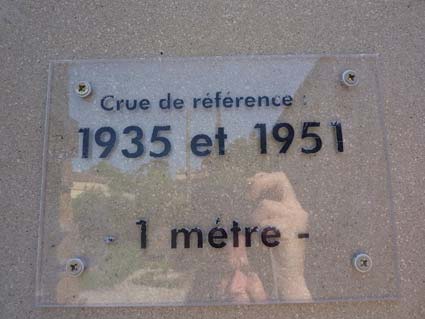 Crue de référence :
1935 et 1951
- 1 métre -